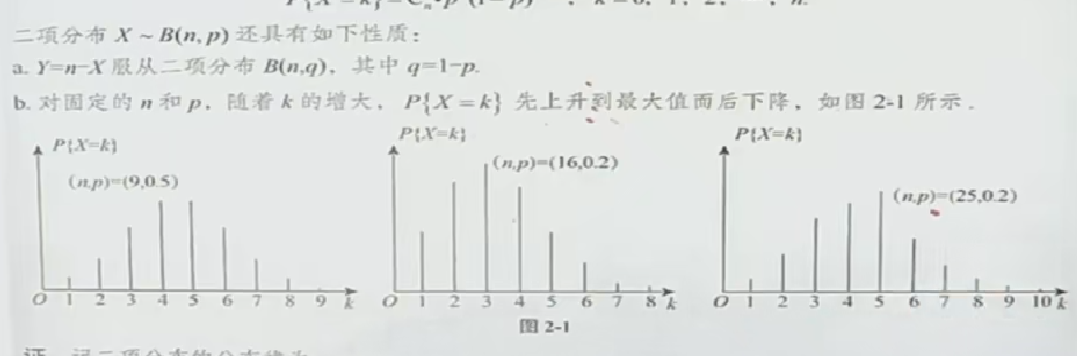 二项分布 X ~ B(n, p) 还具有如下性质：
a. Y=n-X 服从二项分布 B(n,q)，其中 q=1-p.
b. 对固定的 n 和 p，随着 k 的增大，P{X=k} 先上升到最大值而后下降，如图 2-1 所示．
P{X=k}
(n,p)=(9,0.5)
O 1 2 3 4 5 6 7 8 9 k
P{X=k}
(n,p)=(16,0.2)
O 1 2 3 4 5 6 7 8 k
P{X=k}
(n,p)=(25,0.2)
O 1 2 3 4 5 6 7 8 9 10 k
图 2-1